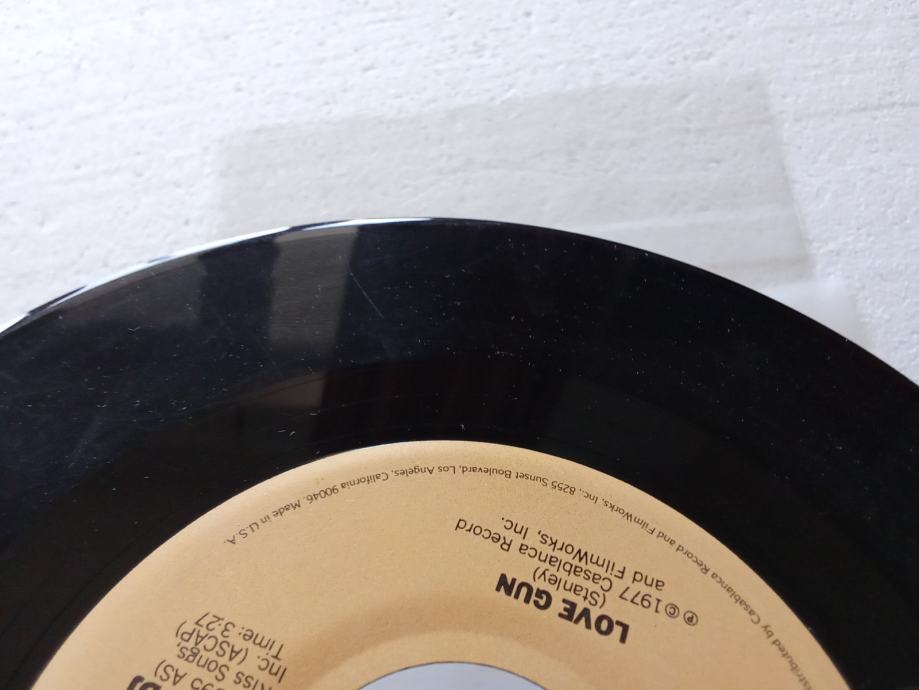 LOVE GUN
(Stanley)
℗©1977 Casablanca Record
and FilmWorks, Inc.
Kiss Songs,
Inc. (ASCAP)
Time: 3:27
by Casablanca Record and FilmWorks, Inc., 8255 Sunset Boulevard, Los Angeles, California 90046. Made in U.S.A.